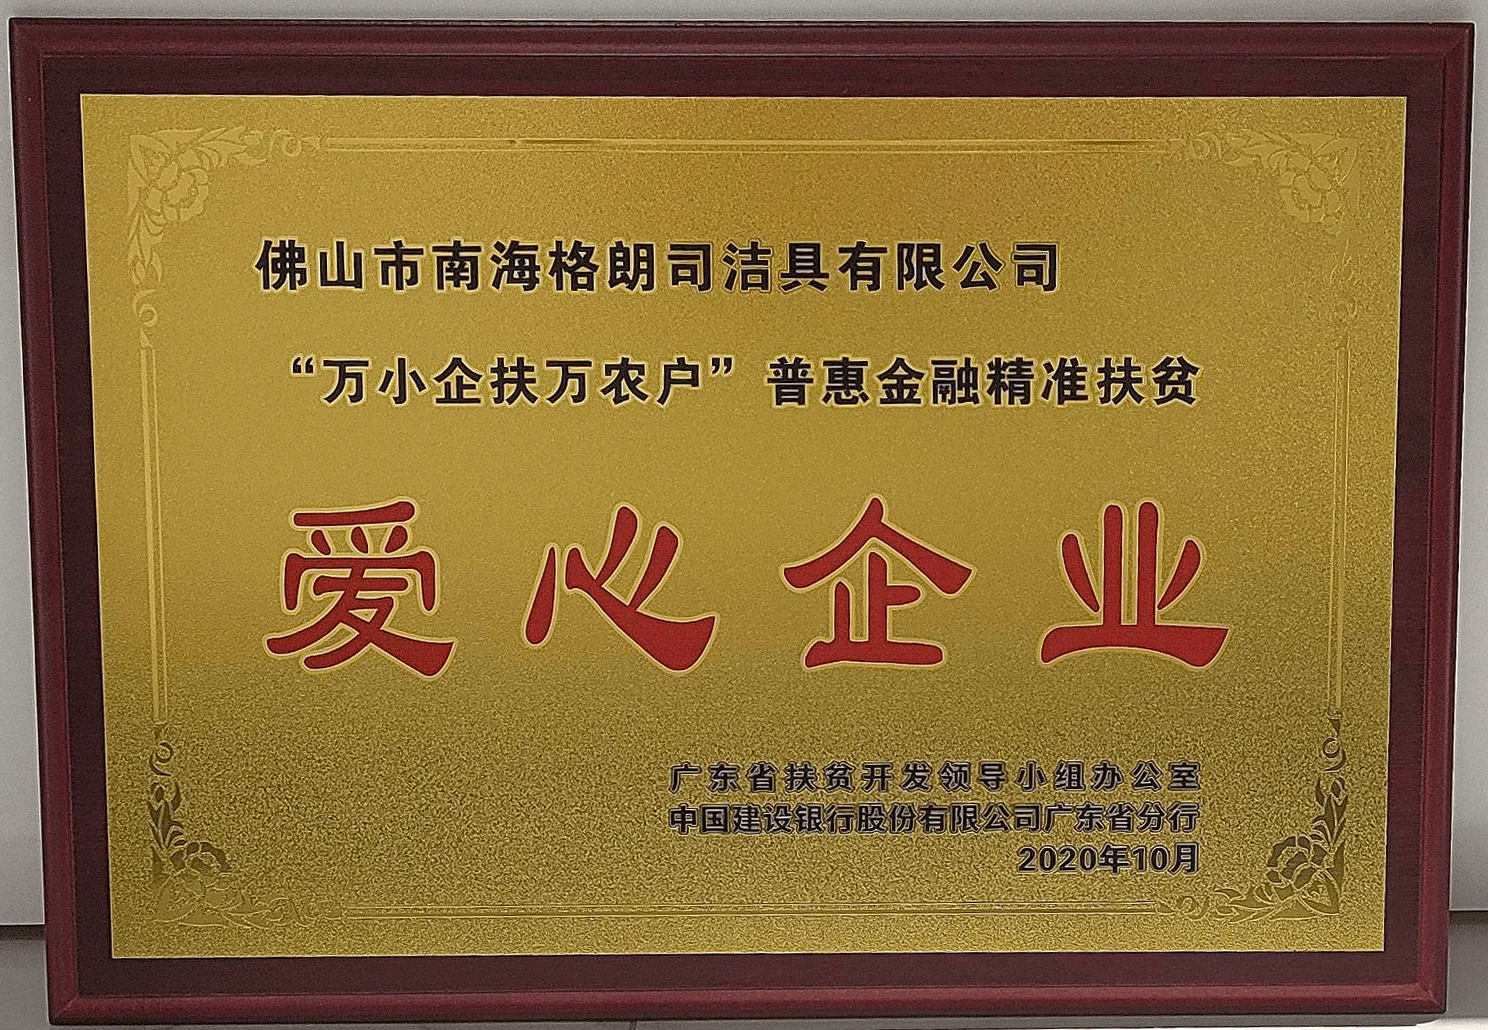 佛山市南海格朗司洁具有限公司
“万小企扶万农户”普惠金融精准扶贫
爱心企业
广东省扶贫开发领导小组办公室
中国建设银行股份有限公司广东省分行
2020年10月